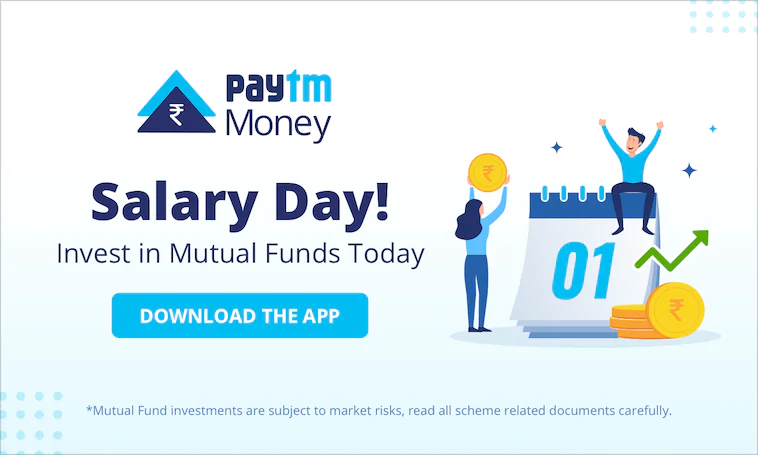 ₹
paytm
Money
Salary Day!
Invest in Mutual Funds Today
DOWNLOAD THE APP
₹
01
₹
*Mutual Fund investments are subject to market risks, read all scheme related documents carefully.